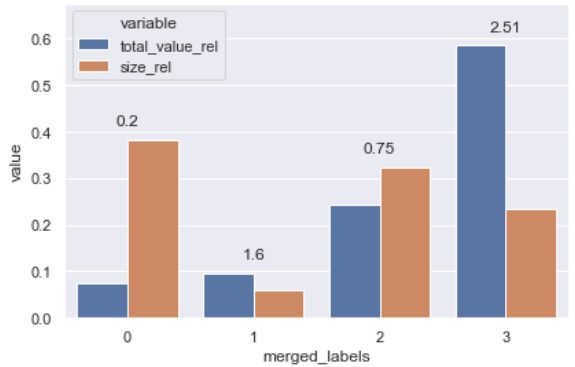 variable
total_value_rel
size_rel
value
0.6
0.5
0.4
0.3
0.2
0.1
0.0
0.2
1.6
0.75
2.51
0 1 2 3
merged_labels